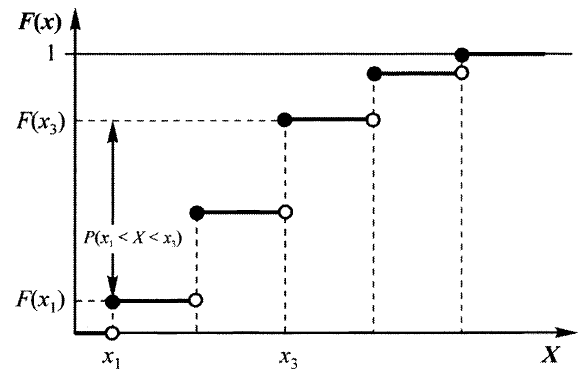 F(x)
1
F(x₃)
P(x₁ < X < x₃)
F(x₁)
x₁
x₃
X